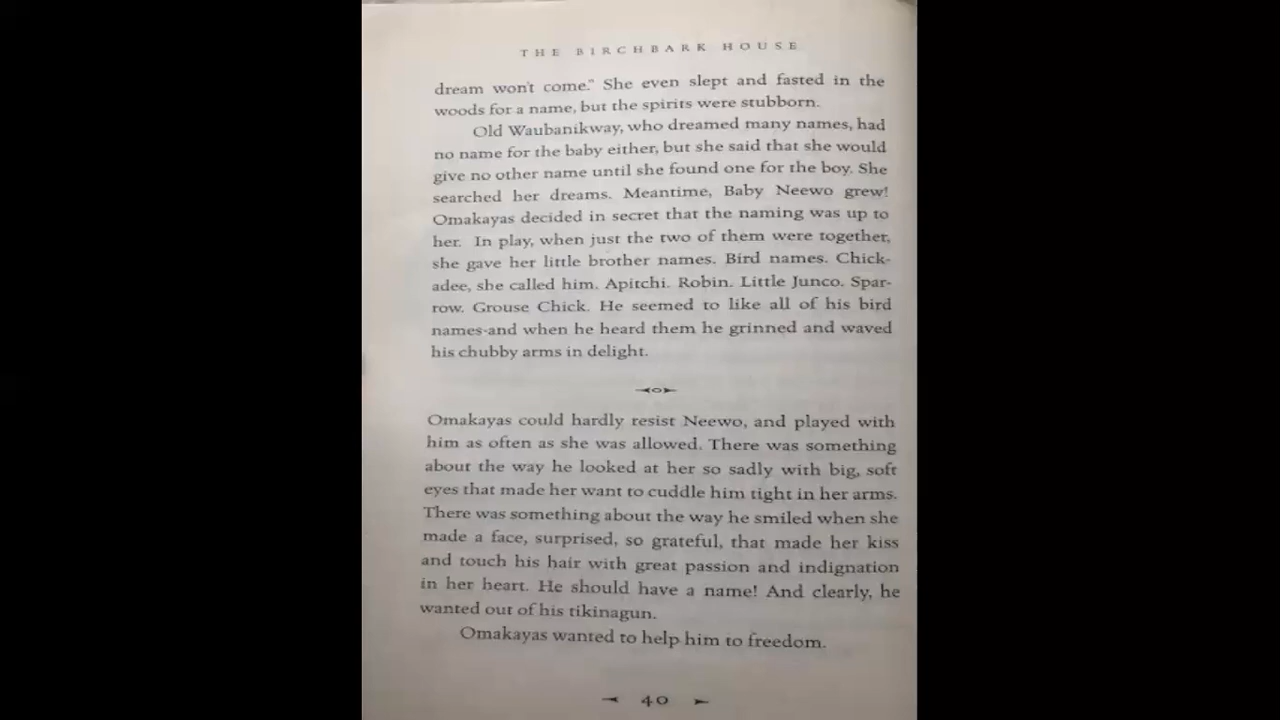 THE BIRCHBARK HOUSE
dream won't come." She even slept and fasted in the
woods for a name, but the spirits were stubborn.
Old Waubanikway, who dreamed many names, had
no name for the baby either, but she said that she would
give no other name until she found one for the boy. She
searched her dreams. Meantime, Baby Neewo grew!
Omakayas decided in secret that the naming was up to
her. In play, when just the two of them were together,
she gave her little brother names. Bird names. Chick-
adee, she called him. Apitchi. Robin. Little Junco. Spar-
row. Grouse Chick. He seemed to like all of his bird
names-and when he heard them he grinned and waved
his chubby arms in delight.
Omakayas could hardly resist Neewo, and played with
him as often as she was allowed. There was something
about the way he looked at her so sadly with big, soft
eyes that made her want to cuddle him tight in her arms.
There was something about the way he smiled when she
made a face, surprised, so grateful, that made her kiss
and touch his hair with great passion and indignation
in her heart. He should have a name! And clearly, he
wanted out of his tikinagun.
Omakayas wanted to help him to freedom.
40